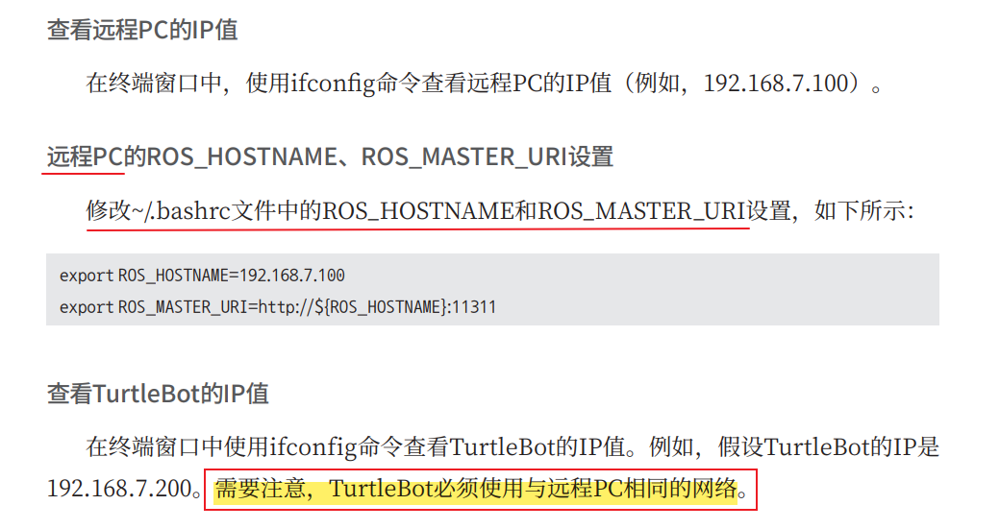 查看远程PC的IP值
在终端窗口中，使用ifconfig命令查看远程PC的IP值（例如，192.168.7.100）。
远程PC的ROS_HOSTNAME、ROS_MASTER_URI设置
修改~/.bashrc文件中的ROS_HOSTNAME和ROS_MASTER_URI设置，如下所示：
export ROS_HOSTNAME=192.168.7.100
export ROS_MASTER_URI=http://${ROS_HOSTNAME}:11311
查看TurtleBot的IP值
在终端窗口中使用ifconfig命令查看TurtleBot的IP值。例如，假设TurtleBot的IP是
192.168.7.200。需要注意，TurtleBot必须使用与远程PC相同的网络。